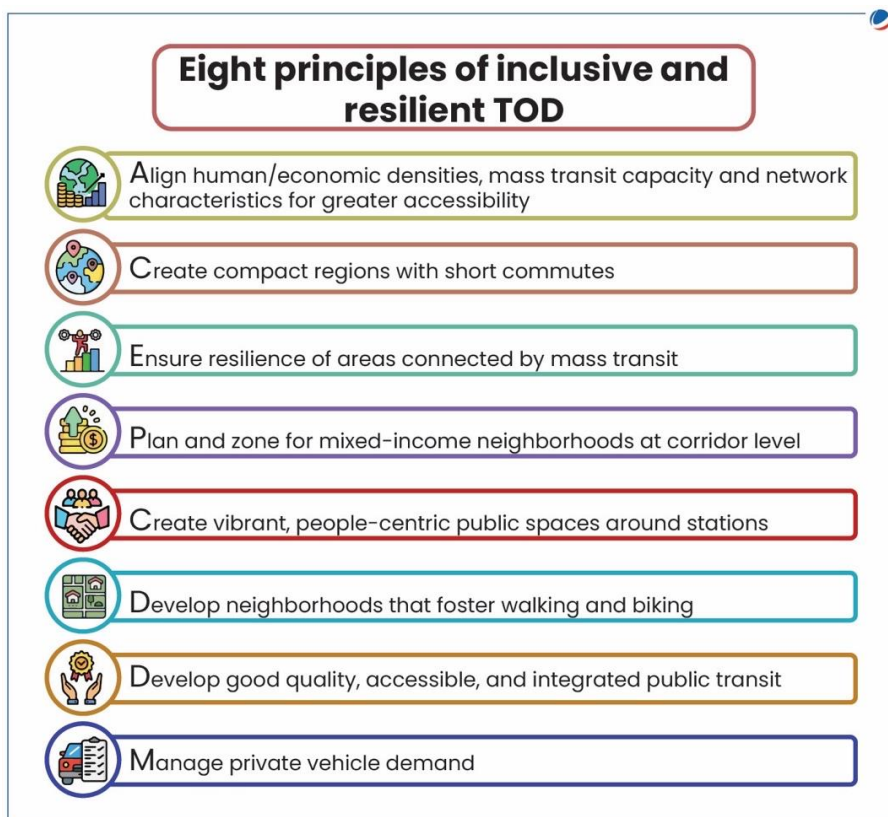 Eight principles of inclusive and
resilient TOD
Align human/economic densities, mass transit capacity and network
characteristics for greater accessibility
Create compact regions with short commutes
Ensure resilience of areas connected by mass transit
Plan and zone for mixed-income neighborhoods at corridor level
Create vibrant, people-centric public spaces around stations
Develop neighborhoods that foster walking and biking
Develop good quality, accessible, and integrated public transit
Manage private vehicle demand